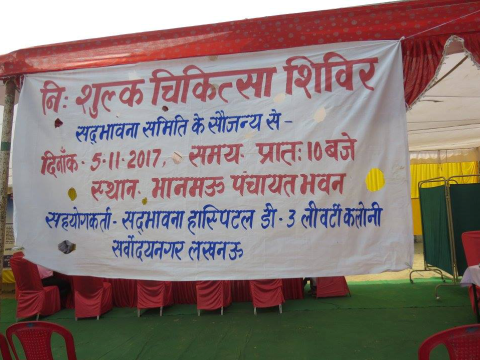 निः शुल्क चिकित्सा शिविर
सद्भावना समिति के सौजन्य से -
दिनाँक - 5-11-2017, समय- प्रातः 10 बजे
स्थान- भानमऊ पंचायत भवन
सहयोगकर्ता- सद्भावना हास्पिटल डी - 3 लीवर्टी कलोनी
सर्वोदयनगर लखनऊ